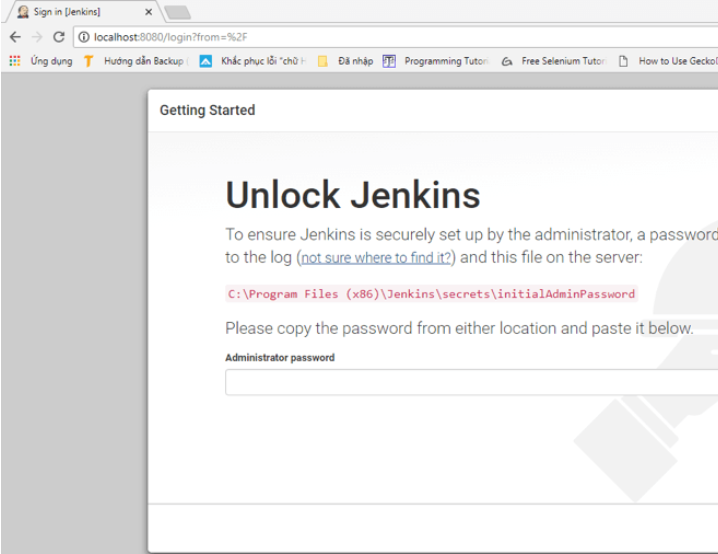 Sign in [Jenkins]
localhost:8080/login?from=%2F
Ứng dụng Hướng dẫn Backup Khắc phục lỗi "chữ Đã nhập Programming Tutori Free Selenium Tutor How to Use Gecko
Getting Started
Unlock Jenkins
To ensure Jenkins is securely set up by the administrator, a password
to the log (not sure where to find it?) and this file on the server:
C:\Program Files (x86)\Jenkins\secrets\initialAdminPassword
Please copy the password from either location and paste it below.
Administrator password